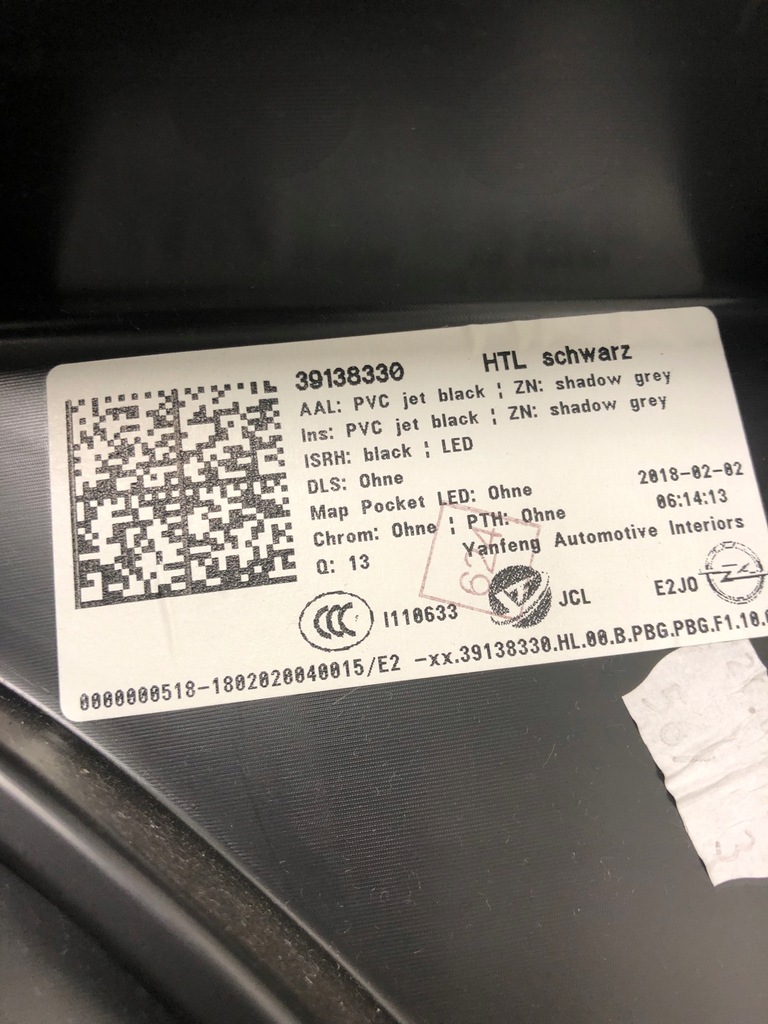 39138330 HTL schwarz
AAL: PVC jet black ¦ ZN: shadow grey
Ins: PVC jet black ¦ ZN: shadow grey
ISRH: black ¦ LED
DLS: Ohne
Map Pocket LED: Ohne 2018-02-02
Chrom: Ohne ¦ PTH: Ohne 06:14:13
Q: 13 Yanfeng Automotive Interiors
624
CCC I110633 JCL E2JO
0000000518-1802020040015/E2 -xx.39138330.HL.00.B.PBG.PBG.F1.10.